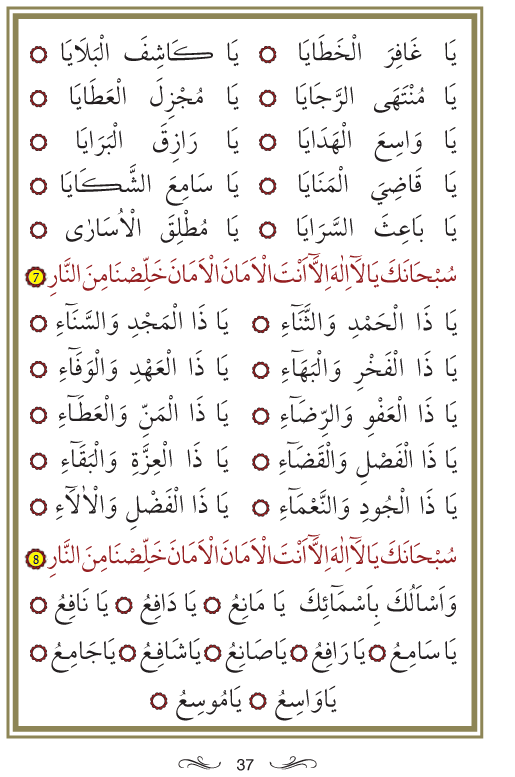 يَا غَافِرَ الْخَطَايَا ۞ يَا كَاشِفَ الْبَلَايَا ۞
يَا مُنْتَهَى الرَّجَايَا ۞ يَا مُجْزِلَ الْعَطَايَا ۞
يَا وَاسِعَ الْهَدَايَا ۞ يَا رَازِقَ الْبَرَايَا ۞
يَا قَاضِيَ الْمَنَايَا ۞ يَا سَامِعَ الشَّكَايَا ۞
يَا بَاعِثَ السَّرَايَا ۞ يَا مُطْلِقَ الْاُسَارٰى ۞
سُبْحَانَكَ يَا لَٓا اِلٰهَ اِلَّٓا اَنْتَ الْاَمَانَ الْاَمَانَ خَلِّصْنَا مِنَ النَّارِ 7
يَا ذَا الْحَمْدِ وَالثَّنَٓاءِ ۞ يَا ذَا الْمَجْدِ وَالسَّنَٓاءِ ۞
يَا ذَا الْفَخْرِ وَالْبَهَٓاءِ ۞ يَا ذَا الْعَهْدِ وَالْوَفَٓاءِ ۞
يَا ذَا الْعَفْوِ وَالرِّضَٓاءِ ۞ يَا ذَا الْمَنِّ وَالْعَطَٓاءِ ۞
يَا ذَا الْفَصْلِ وَالْقَضَٓاءِ ۞ يَا ذَا الْعِزَّةِ وَالْبَقَٓاءِ ۞
يَا ذَا الْجُودِ وَالنَّعْمَٓاءِ ۞ يَا ذَا الْفَضْلِ وَالْاٰلَٓاءِ ۞
سُبْحَانَكَ يَا لَٓا اِلٰهَ اِلَّٓا اَنْتَ الْاَمَانَ الْاَمَانَ خَلِّصْنَا مِنَ النَّارِ 8
وَاَسْاَلُكَ بِاَسْمَٓائِكَ يَا مَانِعُ ۞ يَا دَافِعُ ۞ يَا نَافِعُ ۞
يَا سَامِعُ ۞ يَا رَافِعُ ۞ يَا صَانِعُ ۞ يَا شَافِعُ ۞ يَا جَامِعُ ۞
يَا وَاسِعُ ۞ يَا مُوسِعُ ۞
37